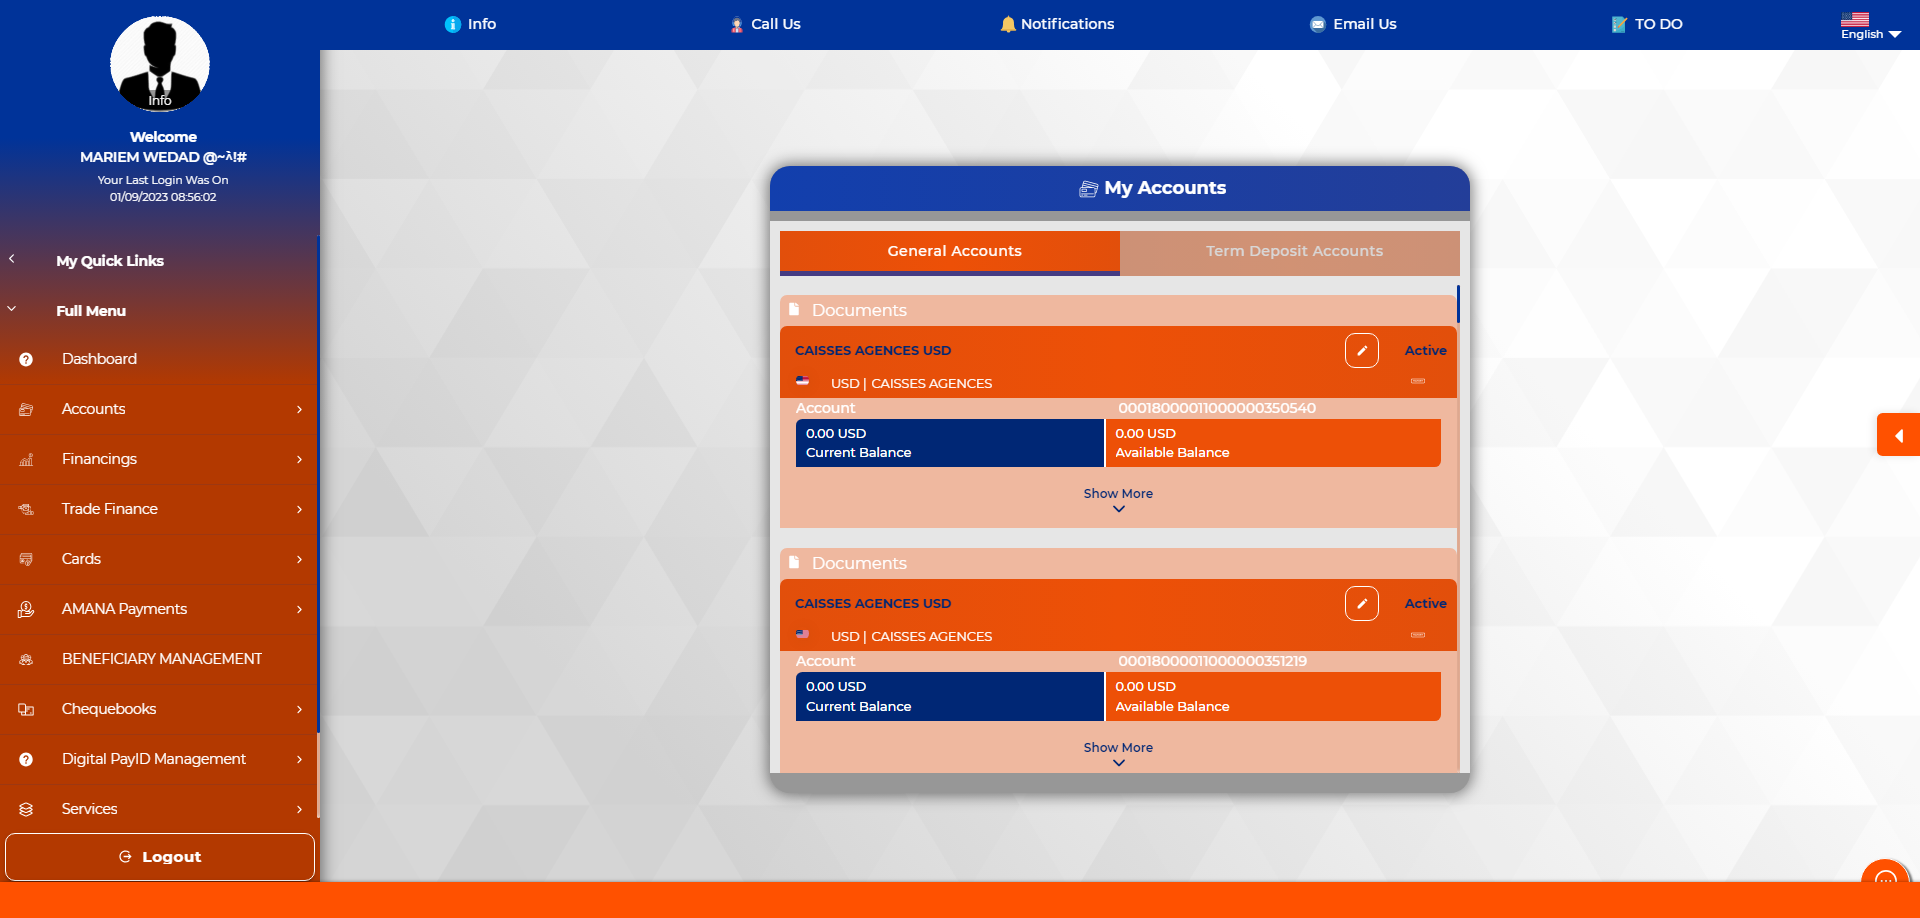 Info
Call Us
Notifications
Email Us
TO DO
English
Info
Welcome
MARIEM WEDAD @~λ!#
Your Last Login Was On
01/09/2023 08:56:02
My Quick Links
Full Menu
Dashboard
Accounts
Financings
Trade Finance
Cards
AMANA Payments
BENEFICIARY MANAGEMENT
Chequebooks
Digital PayID Management
Services
Logout
My Accounts
General Accounts
Term Deposit Accounts
Documents
CAISSES AGENCES USD
Active
USD | CAISSES AGENCES
Account 00018000011000000350540
0.00 USD
Current Balance
0.00 USD
Available Balance
Show More
Documents
CAISSES AGENCES USD
Active
USD | CAISSES AGENCES
Account 00018000011000000351219
0.00 USD
Current Balance
0.00 USD
Available Balance
Show More